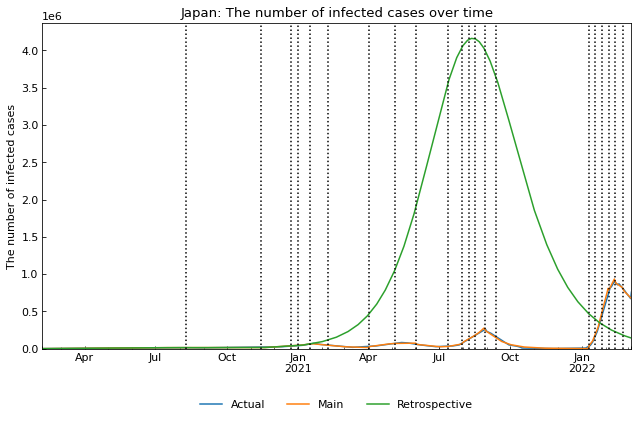 Japan: The number of infected cases over time
1e6
The number of infected cases
4.0
3.5
3.0
2.5
2.0
1.5
1.0
0.5
0.0
Apr Jul Oct Jan Apr Jul Oct Jan
2021 2022
Actual Main Retrospective